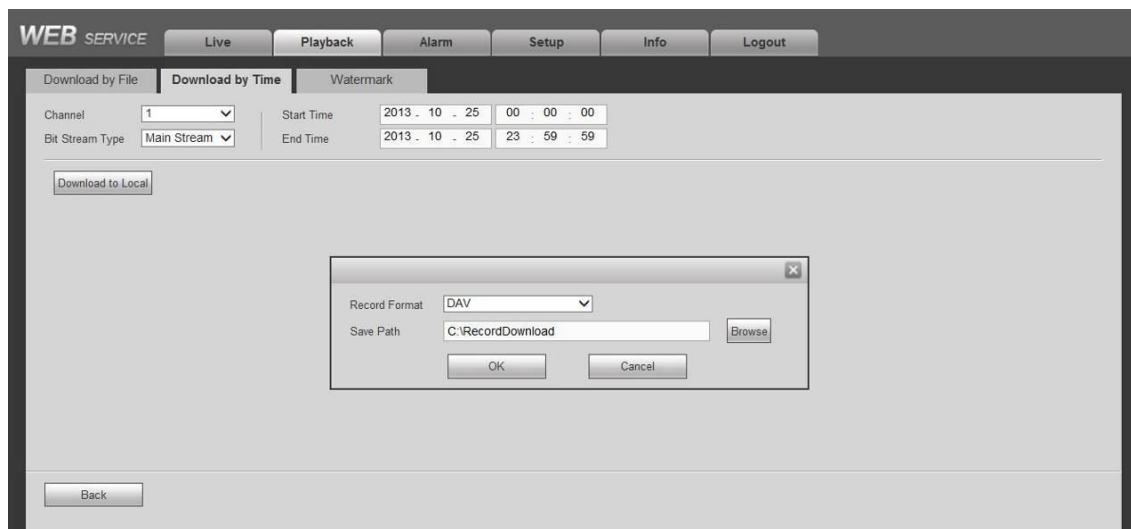 WEB SERVICE Live Playback Alarm Setup Info Logout
Download by File Download by Time Watermark
Channel 1 Start Time 2013 . 10 . 25 00 : 00 : 00
Bit Stream Type Main Stream End Time 2013 . 10 . 25 23 : 59 : 59
Download to Local
Record Format DAV
Save Path C:\RecordDownload Browse
OK Cancel
Back